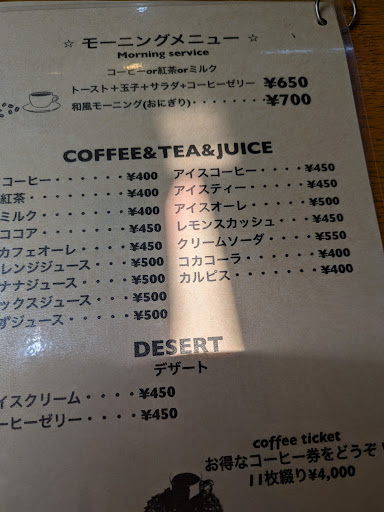 ☆ モーニングメニュー ☆
Morning service
コーヒーor紅茶orミルク
トースト+玉子+サラダ+コーヒーゼリー ¥650
和風モーニング(おにぎり)・・・・・・・・¥700
COFFEE&TEA&JUICE
コーヒー・・・・・・・・¥400
紅茶・・・・・・・・・¥400
ミルク・・・・・・・・¥400
ココア・・・・・・・・¥450
カフェオーレ・・・・・¥450
レンジジュース・・・・¥500
ナナジュース・・・・・¥500
ックスジュース・・・・¥500
ずジュース・・・・・・¥500
アイスコーヒー・・・・¥450
アイスティー・・・・・¥450
アイスオーレ・・・・・¥500
レモンスカッシュ・・・¥450
クリームソーダ・・・・¥550
コカコーラ・・・・・・¥400
カルピス・・・・・・・¥400
DESERT
デザート
イスクリーム・・・・¥450
ーヒーゼリー・・・・¥450
coffee ticket
お得なコーヒー券をどうぞ!
11枚綴り¥4,000